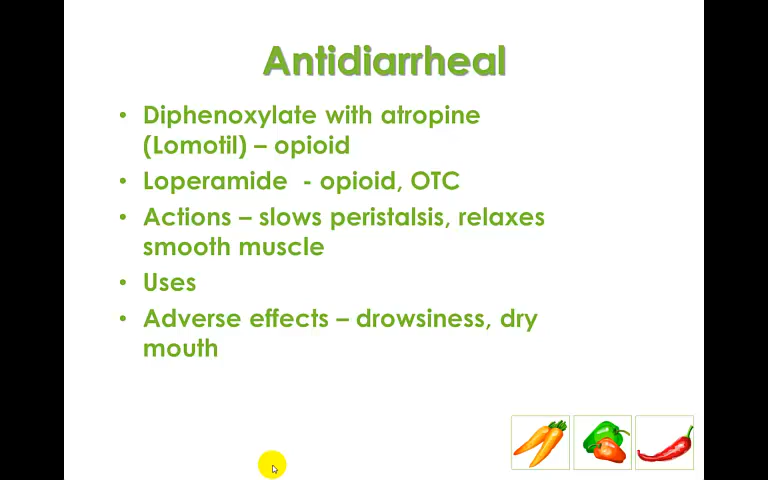 Antidiarrheal
• Diphenoxylate with atropine
(Lomotil) – opioid
• Loperamide - opioid, OTC
• Actions – slows peristalsis, relaxes
smooth muscle
• Uses
• Adverse effects – drowsiness, dry
mouth